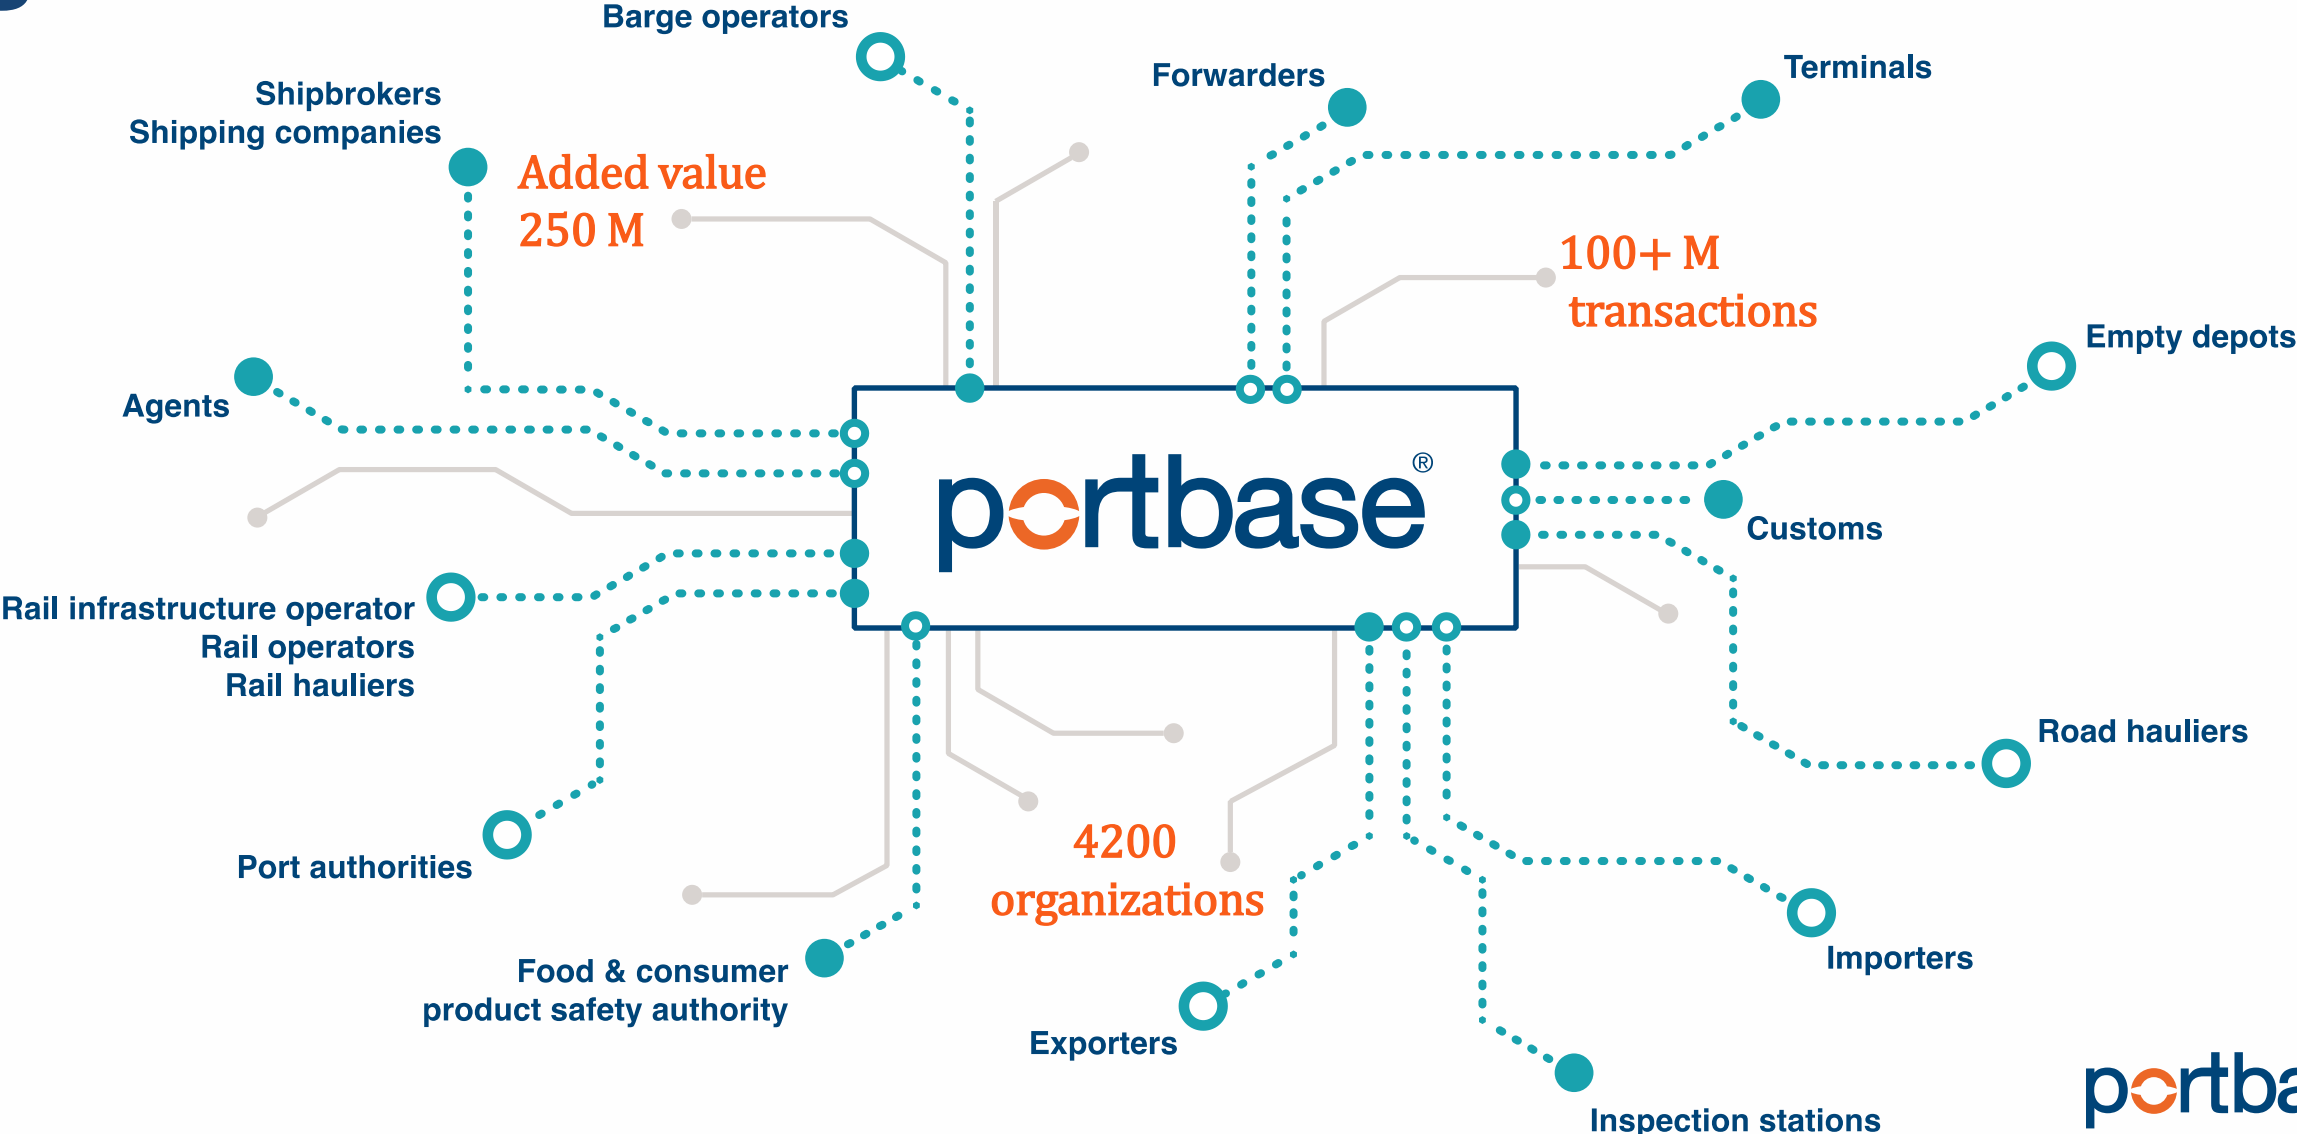 Barge operators
Forwarders
Terminals
Shipbrokers
Shipping companies
Added value
250 M
100+ M
transactions
Empty depots
Agents
portbase®
Customs
Rail infrastructure operator
Rail operators
Rail hauliers
Road hauliers
Port authorities
4200
organizations
Food & consumer
product safety authority
Importers
Exporters
Inspection stations
portba